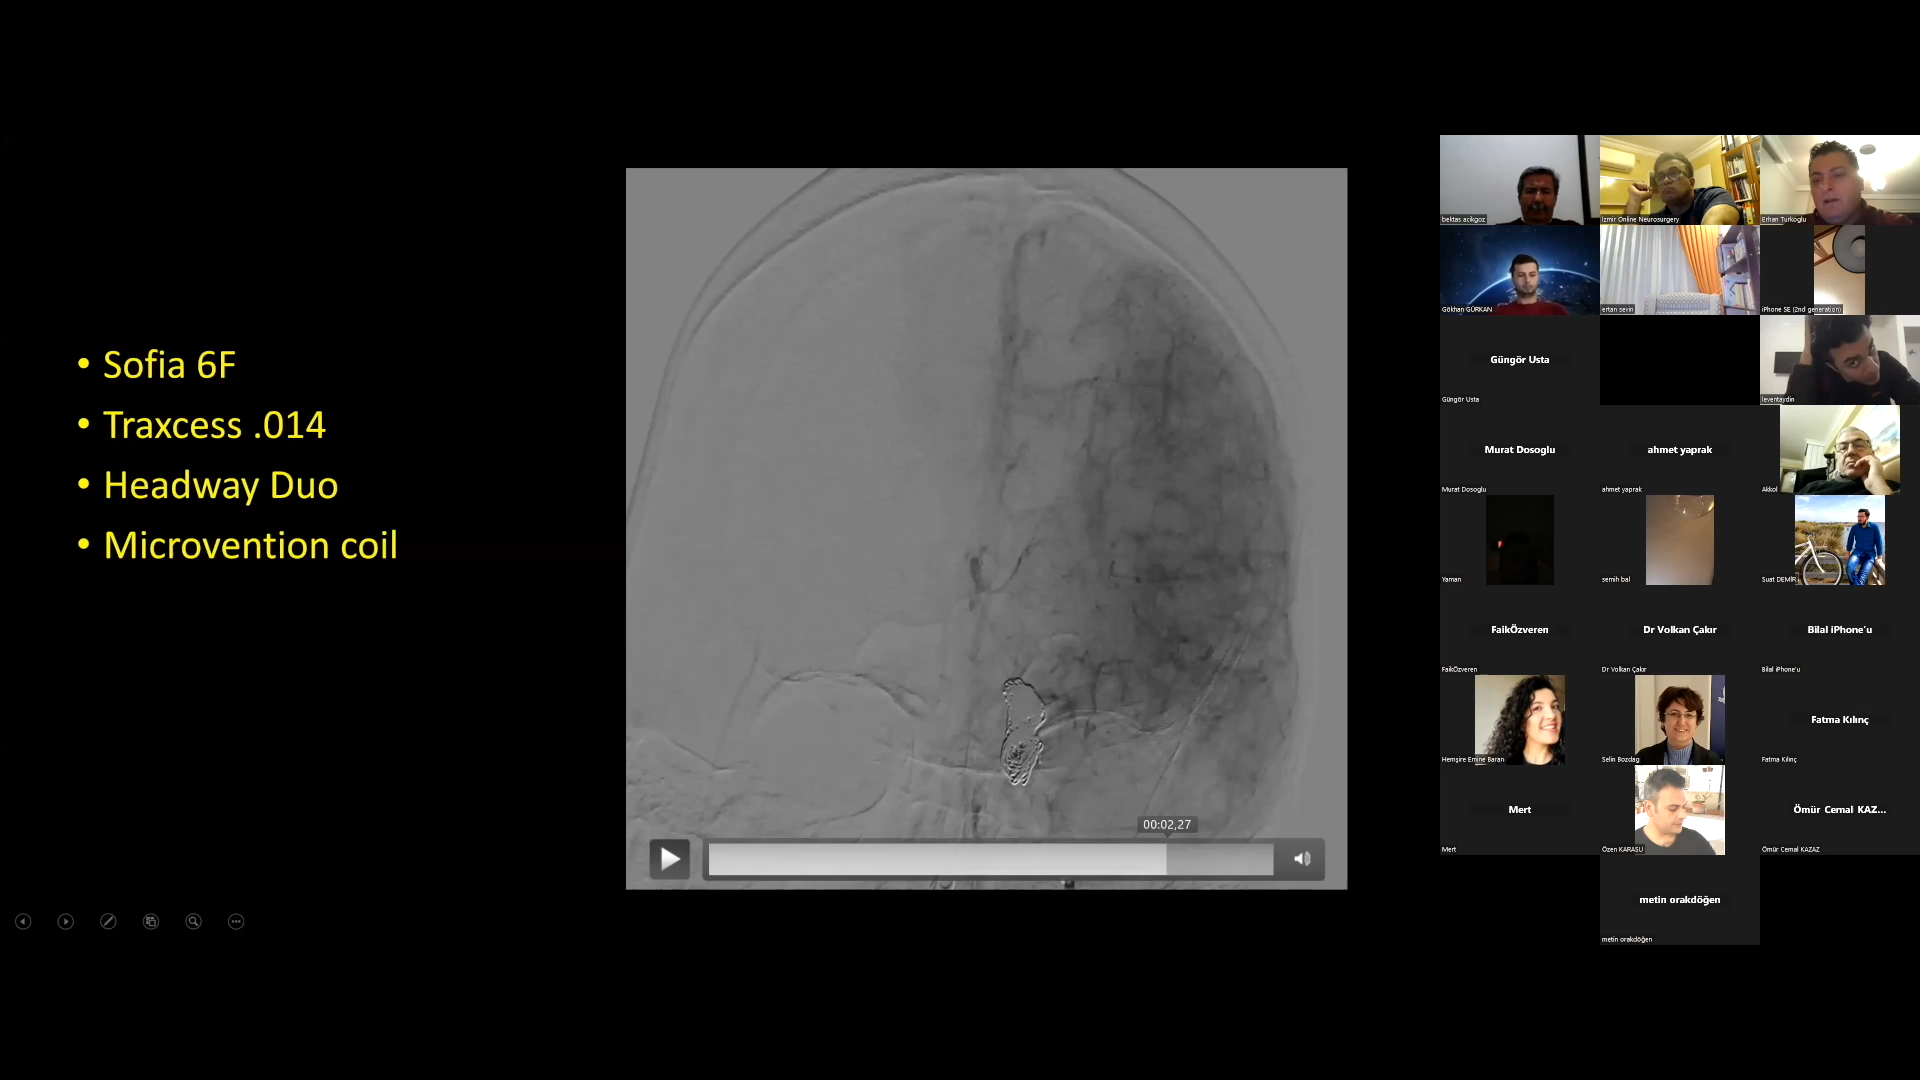 • Sofia 6F
• Traxcess .014
• Headway Duo
• Microvention coil
00:02,27
bektas acikgoz
Izmir Online Neurosurgery
Erhan Turkoglu
Gökhan GÜRKAN
ertan sevin
iPhone SE (2nd generation)
Güngör Usta
Güngör Usta
leventaydin
Murat Dosoglu
ahmet yaprak
Murat Dosoglu
ahmet yaprak
Akkol
Yaman
semih bal
Suat DEMİR
FaikÖzveren
Dr Volkan Çakır
Bilal iPhone'u
FaikÖzveren
Dr Volkan Çakır
Bilal iPhone'u
Fatma Kılınç
Hemşire Emine Baran
Selin Bozdag
Fatma Kılınç
Mert
Ömür Cemal KAZ...
Mert
Özen KARASU
Ömür Cemal KAZAZ
metin orakdöğen
metin orakdöğen